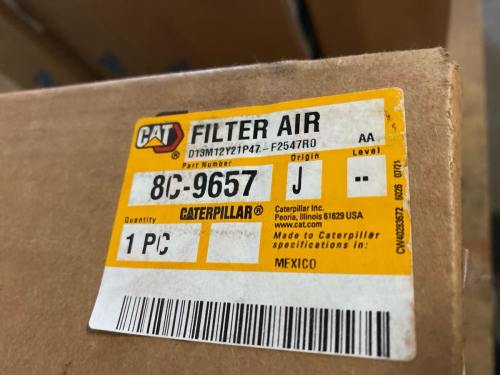 CAT ® FILTER AIR
D13M12Y21P47-F2547R0 AA
Part Number Origin Level
8C-9657 J --
Quantity CATERPILLAR®
1 PC
Caterpillar Inc.
Peoria, Illinois 61629 USA
www.cat.com
Made to Caterpillar
specifications in:
MEXICO
CW40283672 6026 07/21